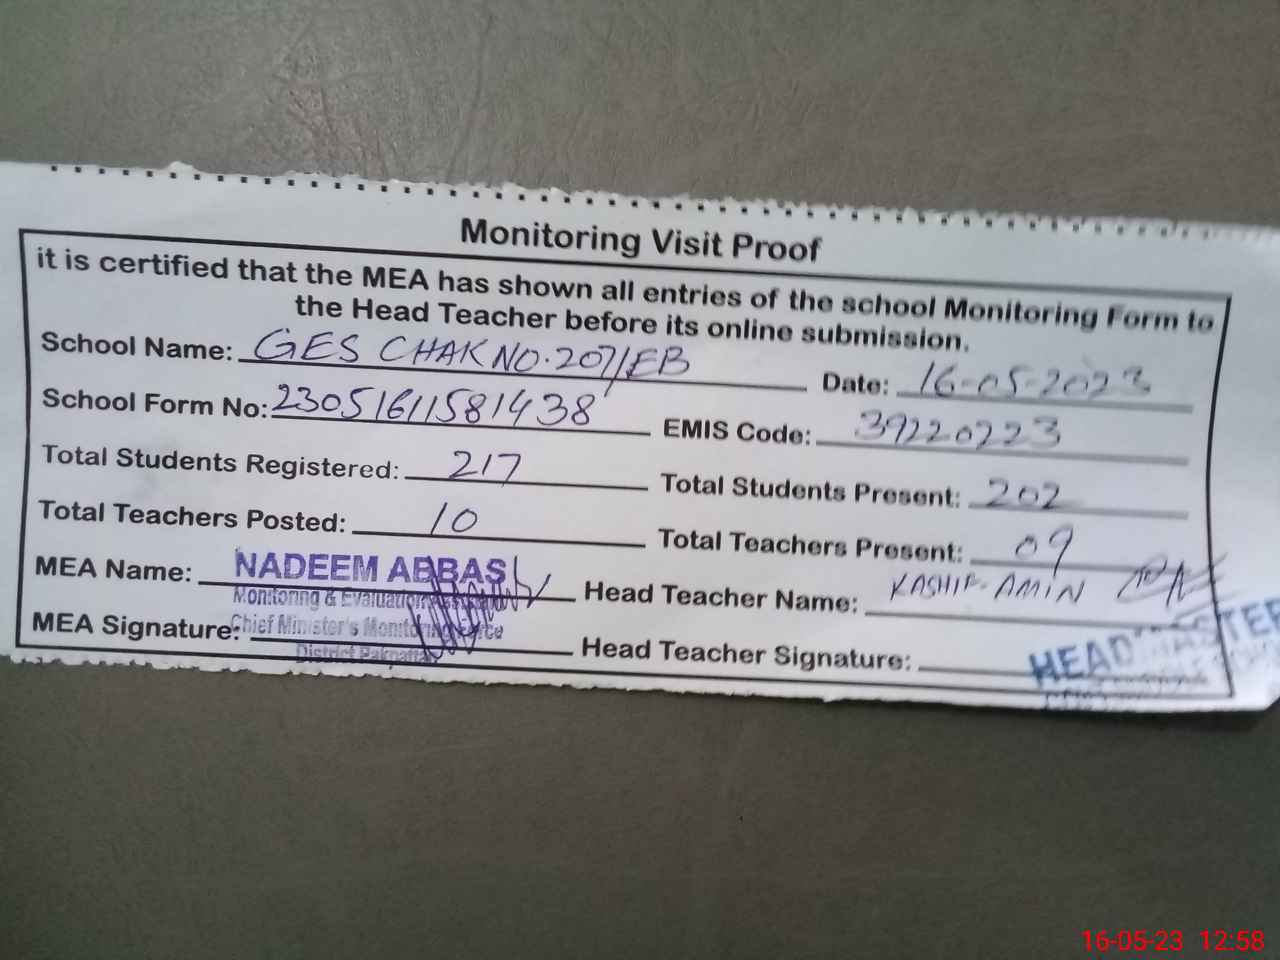 Monitoring Visit Proof
it is certified that the MEA has shown all entries of the school Monitoring Form to
the Head Teacher before its online submission.
School Name: GES CHAK NO. 207/EB Date: 16-05-2023
School Form No: 23051611581438 EMIS Code: 39220223
Total Students Registered: 217 Total Students Present: 202
Total Teachers Posted: 10 Total Teachers Present: 09
MEA Name: NADEEM ABBAS Head Teacher Name: KASHIF AMIN
Monitoring & Evaluation
MEA Signature: Chief Minister's Monitoring Force Head Teacher Signature: HEADMASTER
District Pakpattan
16-05-23 12:58